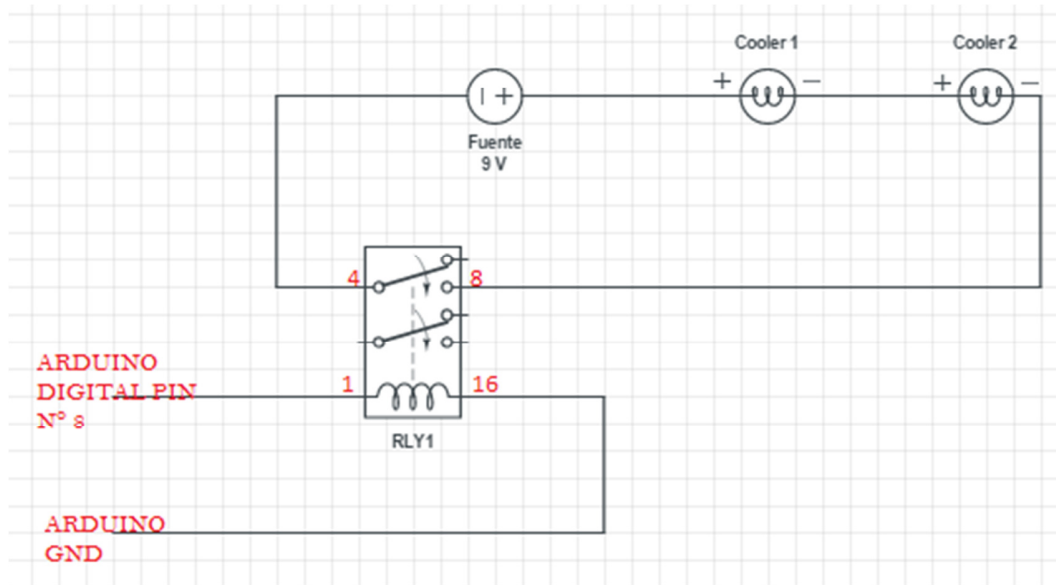 Cooler 1
Cooler 2
+
−
+
−
Fuente
9 V
4
8
ARDUINO
DIGITAL PIN
N° 8
1
16
RLY1
ARDUINO
GND